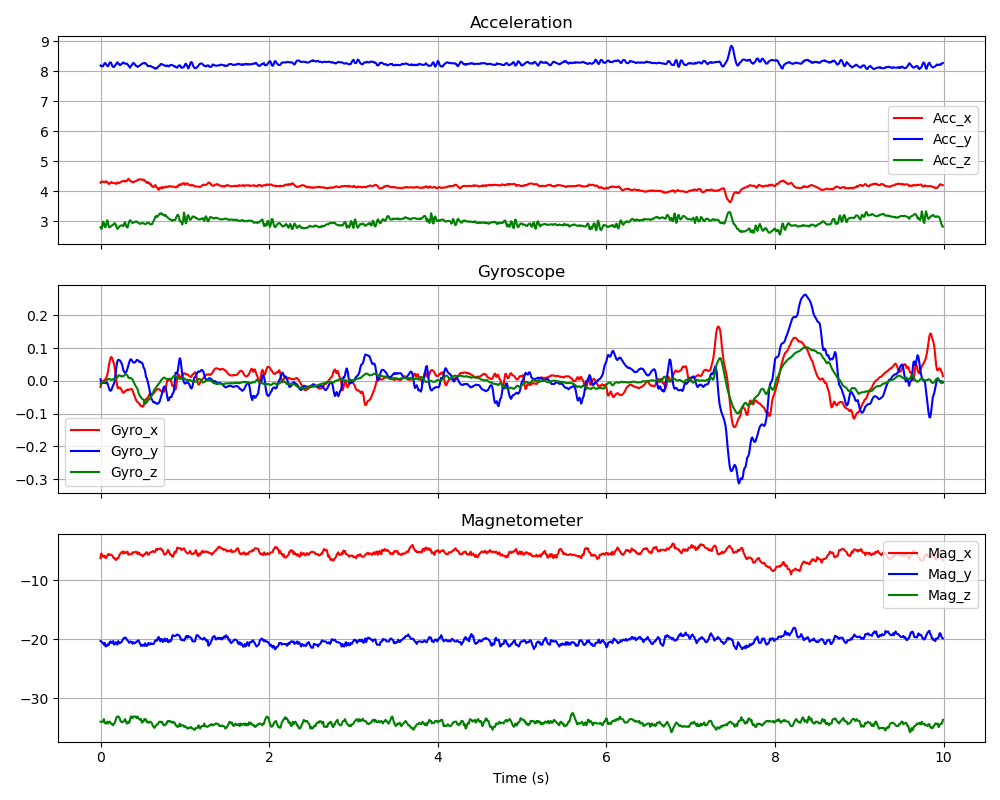 Acceleration
9
8
7
6
5
4
3
Acc_x
Acc_y
Acc_z
Gyroscope
0.2
0.1
0.0
−0.1
−0.2
−0.3
Gyro_x
Gyro_y
Gyro_z
Magnetometer
−10
−20
−30
Mag_x
Mag_y
Mag_z
0 2 4 6 8 10
Time (s)